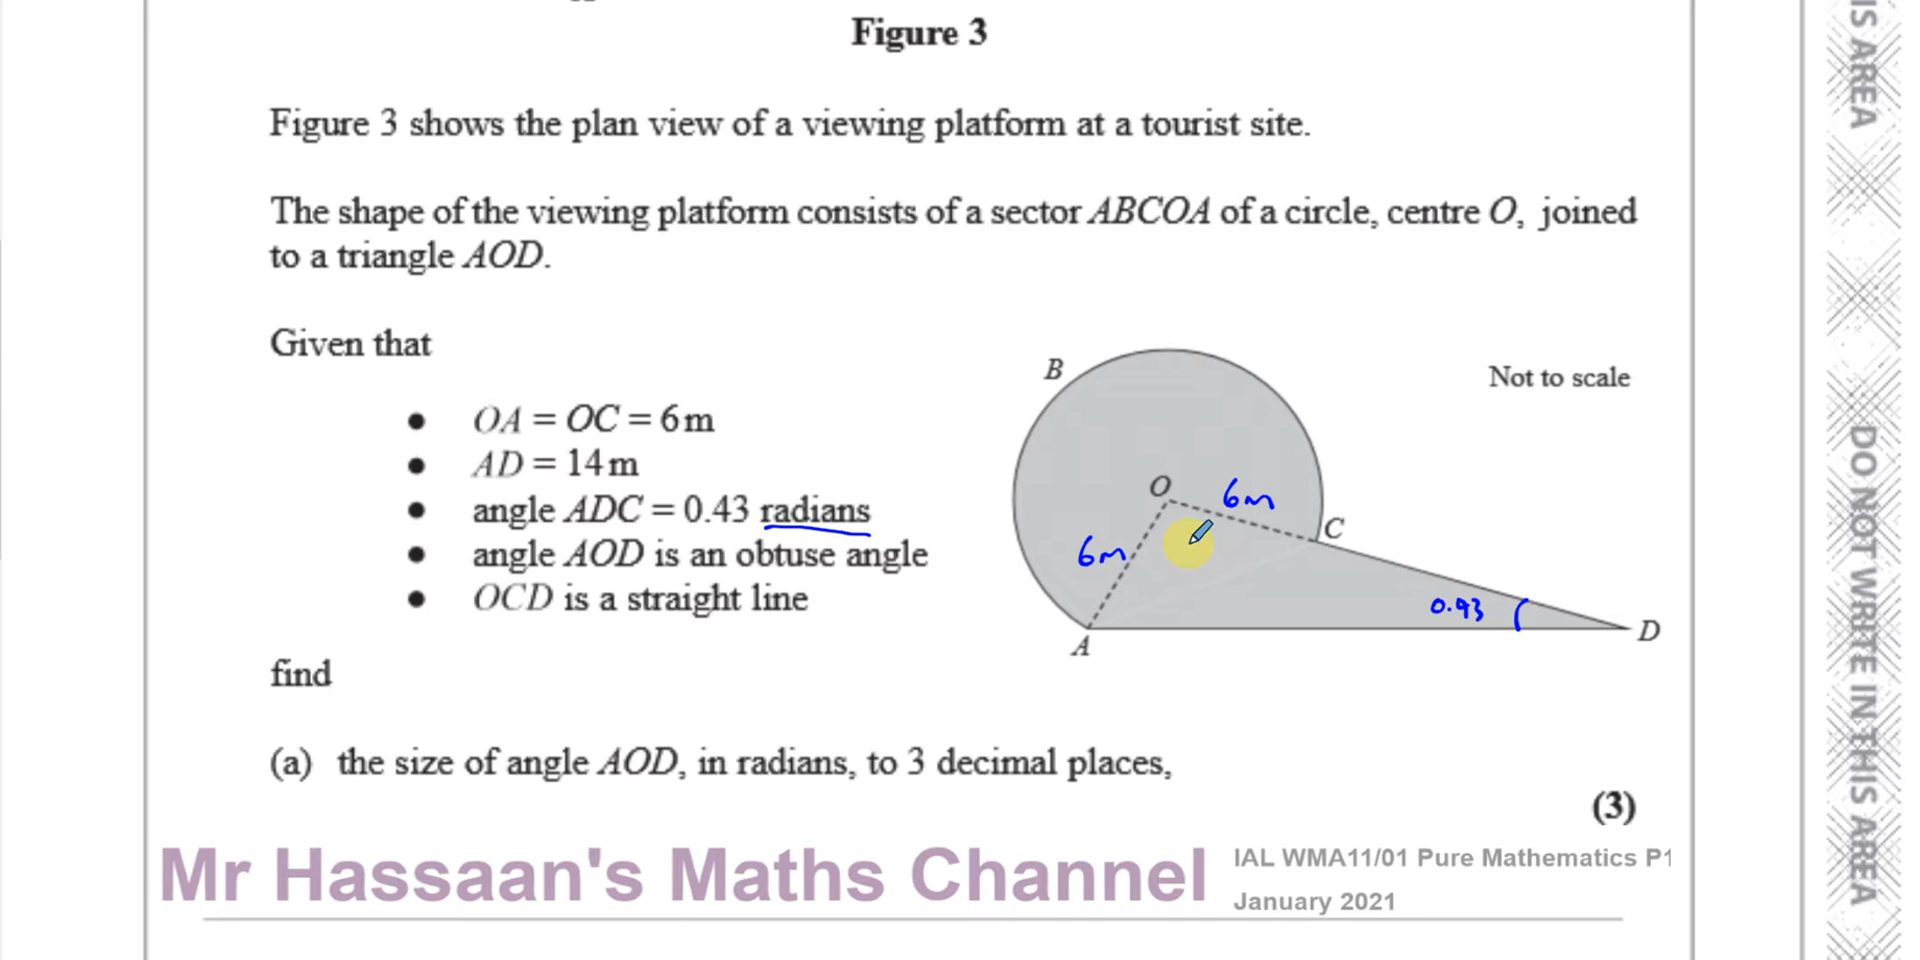 Figure 3
Figure 3 shows the plan view of a viewing platform at a tourist site.
The shape of the viewing platform consists of a sector ABCOA of a circle, centre O, joined
to a triangle AOD.
Given that
● OA = OC = 6 m
● AD = 14 m
● angle ADC = 0.43 radians
● angle AOD is an obtuse angle
● OCD is a straight line
B
Not to scale
O
6m
C
6m
0.43
D
A
find
(a) the size of angle AOD, in radians, to 3 decimal places,
(3)
Mr Hassaan's Maths Channel
IAL WMA11/01 Pure Mathematics P1
January 2021
IS AREA
DO NOT WRITE IN THIS AREA